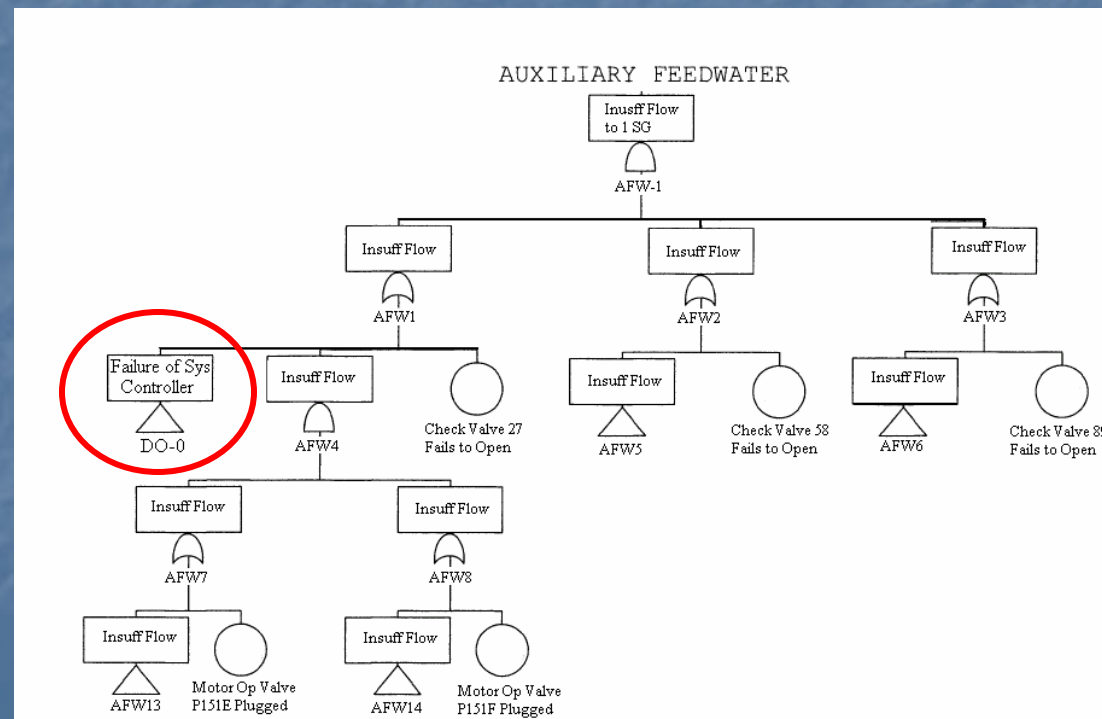 AUXILIARY FEEDWATER
Inusff Flow
to 1 SG
AFW-1
Insuff Flow
AFW1
Insuff Flow
AFW2
Insuff Flow
AFW3
Failure of Sys
Controller
DO-0
Insuff Flow
AFW4
Check Valve 27
Fails to Open
Insuff Flow
AFW5
Check Valve 58
Fails to Open
Insuff Flow
AFW6
Check Valve
Fails to Open
Insuff Flow
AFW7
Insuff Flow
AFW8
Insuff Flow
AFW13
Motor Op Valve
P151E Plugged
Insuff Flow
AFW14
Motor Op Valve
P151F Plugged